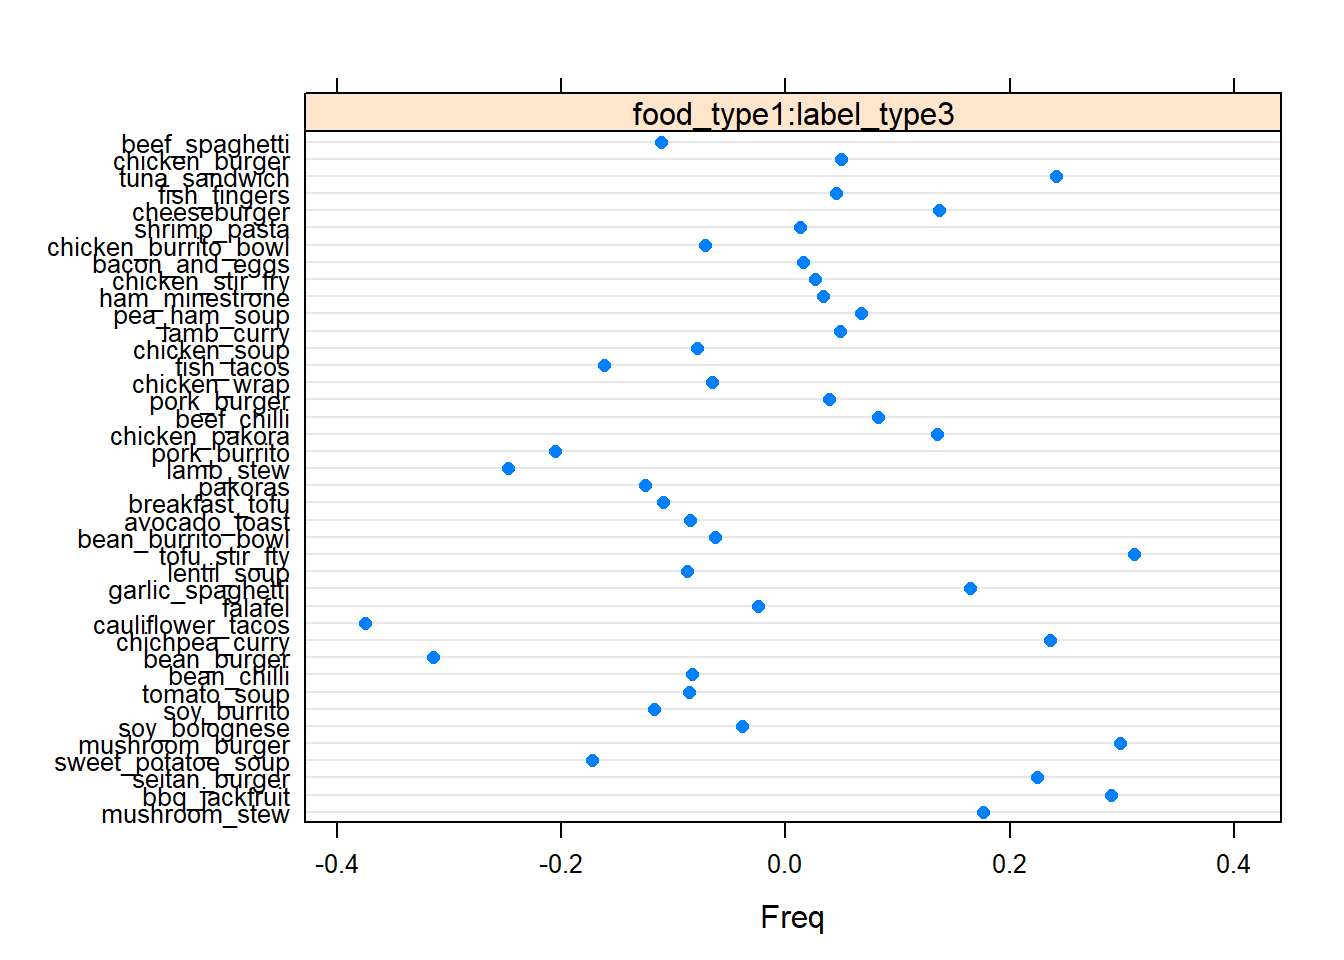 food_type1:label_type3
beef_spaghetti
chicken_burger
tuna_sandwich
fish_fingers
cheeseburger
shrimp_pasta
chicken_burrito_bowl
bacon_and_eggs
chicken_stir_fry
ham_minestrone
pea_ham_soup
lamb_curry
chicken_soup
fish_tacos
chicken_wrap
pork_burger
beef_chilli
chicken_pakora
pork_burrito
lamb_stew
pakoras
breakfast_tofu
avocado_toast
bean_burrito_bowl
tofu_stir_fty
lentil_soup
garlic_spaghetti
falafel
cauliflower_tacos
chichpea_curry
bean_burger
bean_chilli
tomato_soup
soy_burrito
soy_bolognese
mushroom_burger
sweet_potatoe_soup
seitan_burger
bbq_jackfruit
mushroom_stew
-0.4 -0.2 0.0 0.2 0.4
Freq